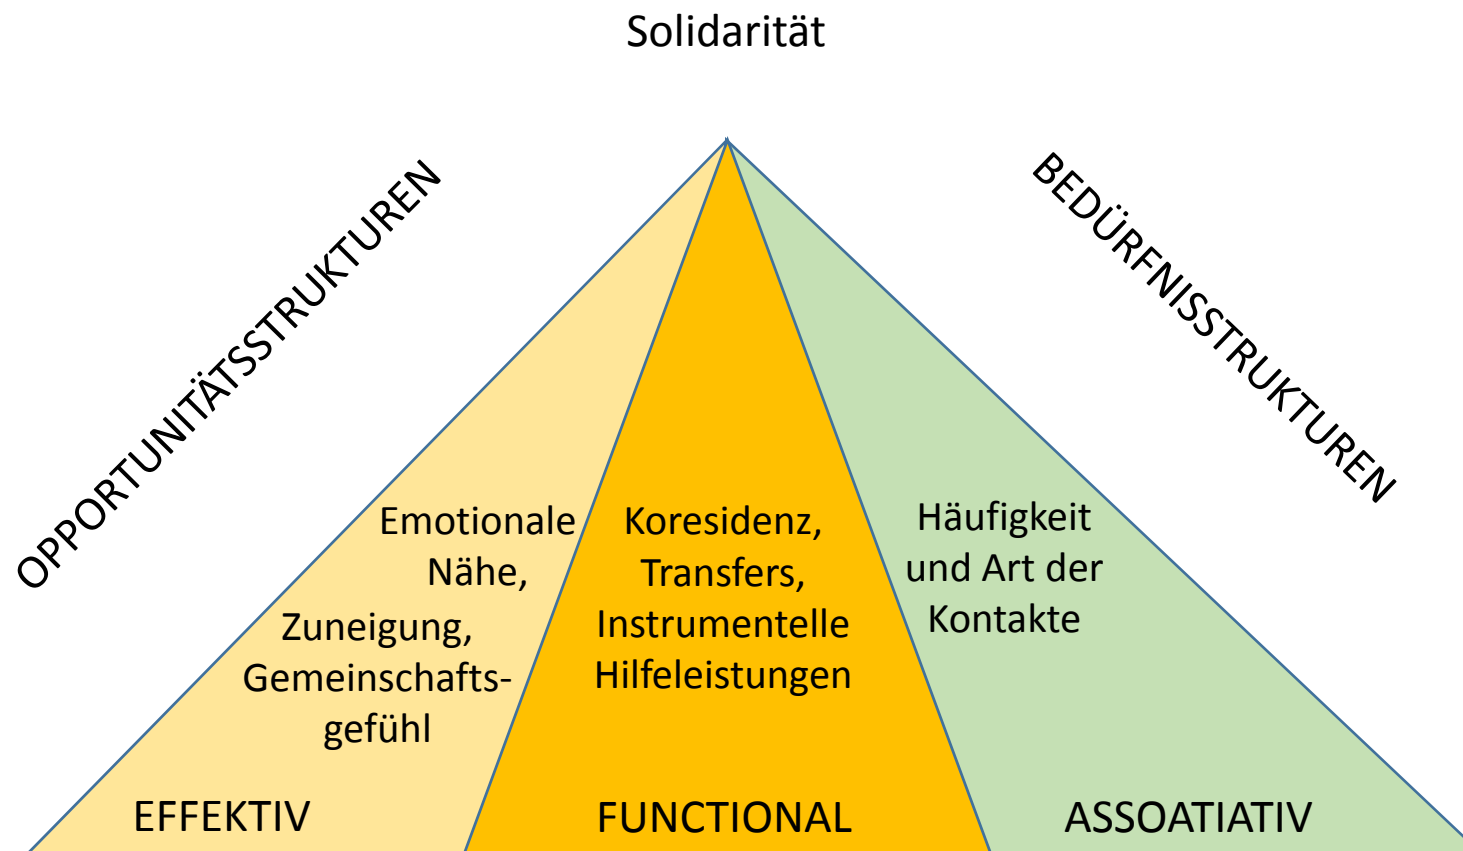 Solidarität
OPPORTUNITÄTSSTRUKTUREN
BEDÜRFNISSTRUKTUREN
Emotionale
Nähe,
Zuneigung,
Gemeinschafts-
gefühl
Koresidenz,
Transfers,
Instrumentelle
Hilfeleistungen
Häufigkeit
und Art der
Kontakte
EFFEKTIV
FUNCTIONAL
ASSOATIATIV